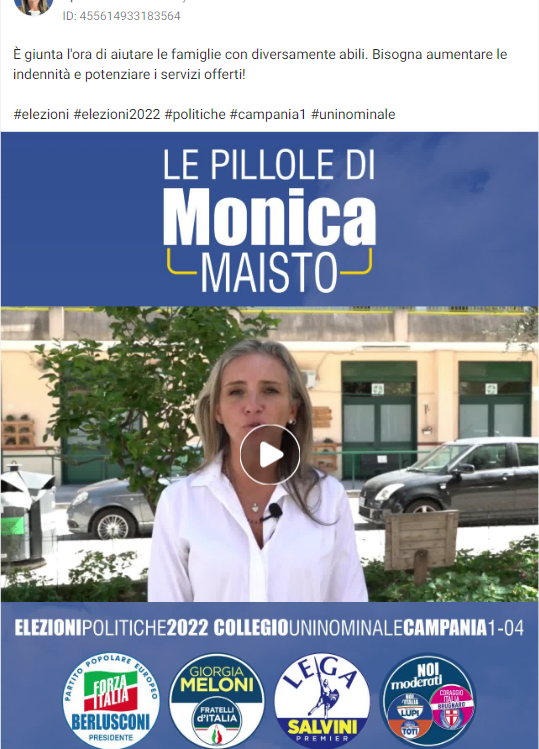 ID: 455614933183564
È giunta l'ora di aiutare le famiglie con diversamente abili. Bisogna aumentare le
indennità e potenziare i servizi offerti!
#elezioni #elezioni2022 #politiche #campania1 #uninominale
LE PILLOLE DI
Monica
MAISTO
ELEZIONIPOLITICHE2022 COLLEGIOUNINOMINALECAMPANIA1-04
PARTITO POPOLARE EUROPEO
FORZA
ITALIA
BERLUSCONI
PRESIDENTE
GIORGIA
MELONI
FRATELLI
d'ITALIA
LEGA
SALVINI
PREMIER
NOI
moderati
NOI CON
L'ITALIA
LUPI
TOTI
CORAGGIO
ITALIA
BRUGNARO